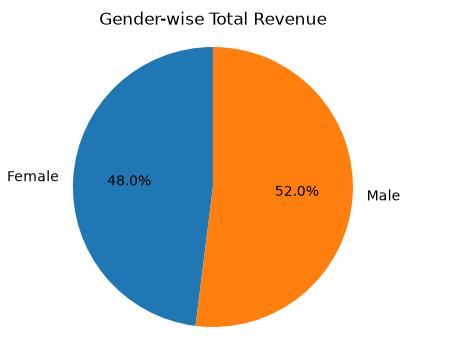 Gender-wise Total Revenue
Female
48.0%
52.0%
Male